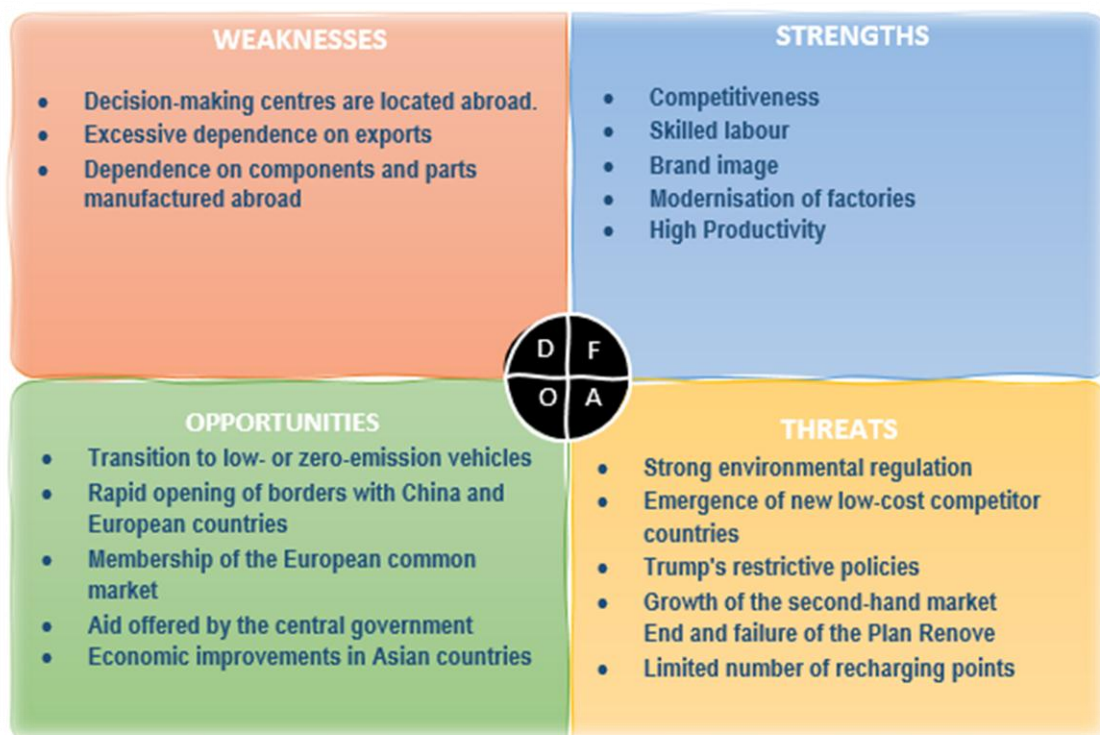 WEAKNESSES
• Decision-making centres are located abroad.
• Excessive dependence on exports
• Dependence on components and parts
manufactured abroad
STRENGTHS
• Competitiveness
• Skilled labour
• Brand image
• Modernisation of factories
• High Productivity
D F
O A
OPPORTUNITIES
• Transition to low- or zero-emission vehicles
• Rapid opening of borders with China and
European countries
• Membership of the European common
market
• Aid offered by the central government
• Economic improvements in Asian countries
THREATS
• Strong environmental regulation
• Emergence of new low-cost competitor
countries
• Trump's restrictive policies
• Growth of the second-hand market
End and failure of the Plan Renove
• Limited number of recharging points